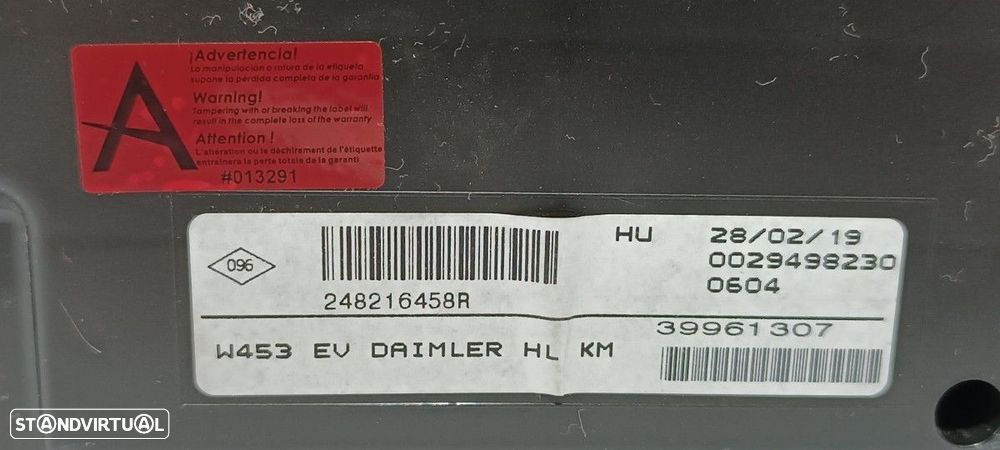 ¡Advertencia!
La manipulación o rotura de la etiqueta
supone la pérdida completa de la garantía
Warning!
Tampering with or breaking the label will
result in the complete loss of the warranty
Attention !
L'altération ou le déchirement de l'étiquette
entraînera la perte totale de la garanti
#013291
A
096
248216458R
HU 28/02/19
0029498230
0604
39961307
W453 EV DAIMLER HL KM
STANDVIRTUAL